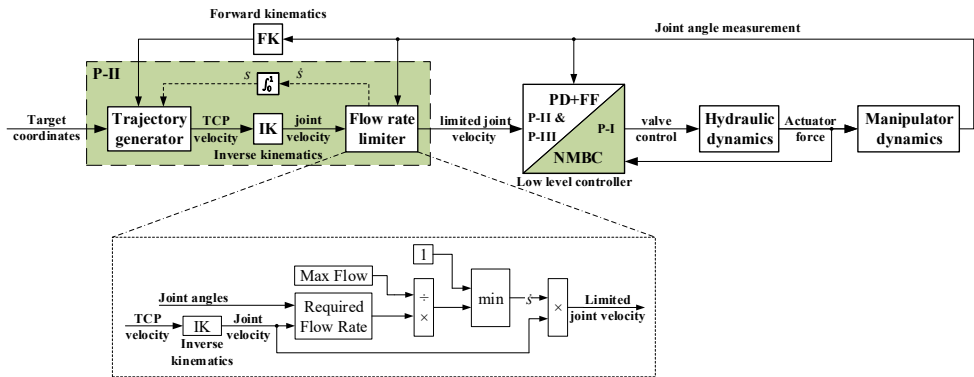 Forward kinematics
FK
Joint angle measurement
P-II
s
ṡ
∫₀¹
Target
coordinates
Trajectory
generator
TCP
velocity
IK
Inverse kinematics
joint
velocity
Flow rate
limiter
limited joint
velocity
PD+FF
P-II &
P-III
P-I
NMBC
Low level controller
valve
control
Hydraulic
dynamics
Actuator
force
Manipulator
dynamics
1
Max Flow
Joint angles
Required
Flow Rate
÷
×
min
ṡ
×
Limited
joint velocity
TCP
velocity
IK
Inverse
kinematics
Joint
velocity